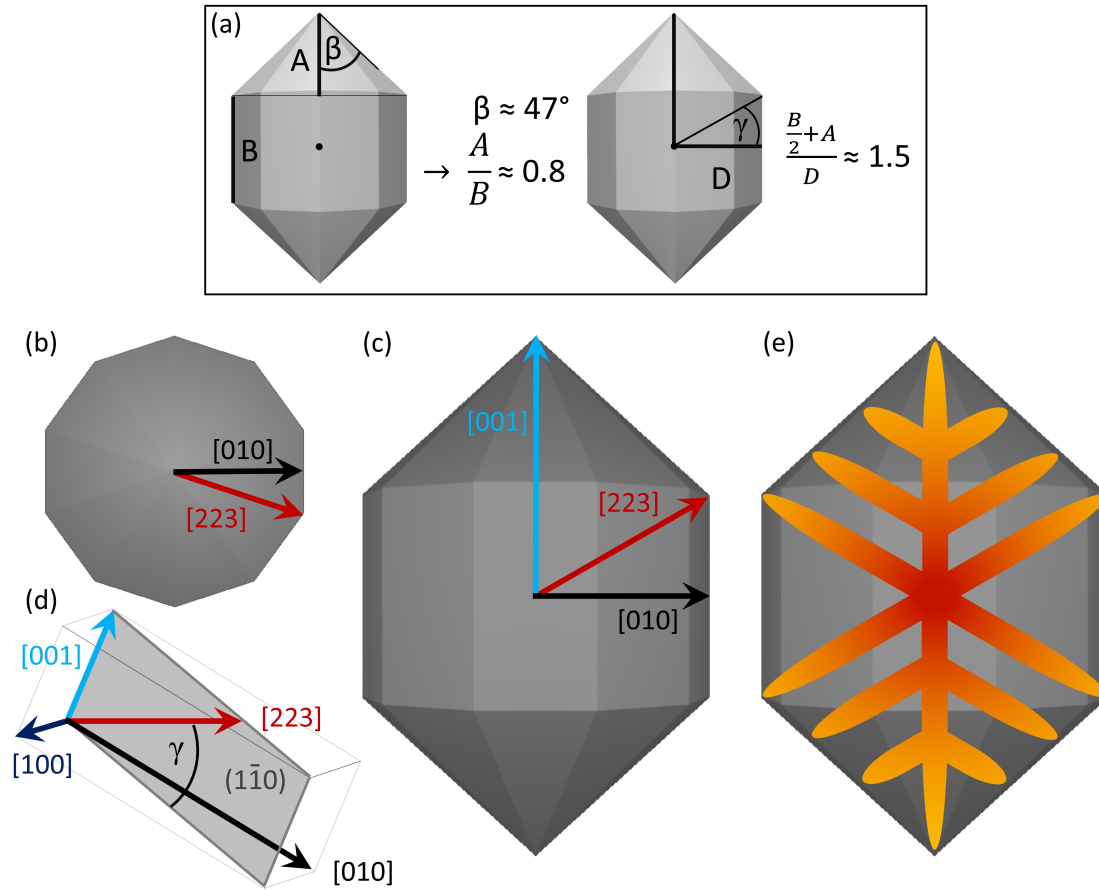 (a)
A
β
B
β ≈ 47°
→ A/B ≈ 0.8
γ
D
(B/2 + A)/D ≈ 1.5
(b)
[010]
[223]
(c)
[001]
[223]
[010]
(d)
[001]
[223]
[100]
γ
(11̄0)
[010]
(e)